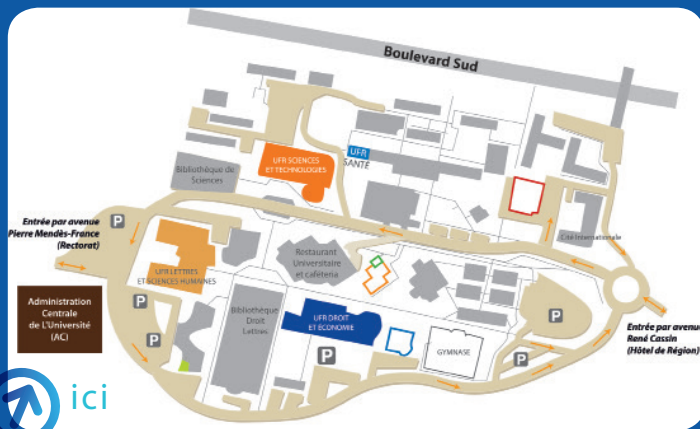 Boulevard Sud
UFR
SANTÉ
UFR SCIENCES
ET TECHNOLOGIES
Bibliothèque de
Sciences
Entrée par avenue
Pierre Mendès-France
(Rectorat)
P
Cité Internationale
Restaurant
Universitaire
et cafétéria
UFR LETTRES
ET SCIENCES HUMAINES
Administration
Centrale
de L'Université
(AC)
P
P
Bibliothèque
Droit
Lettres
UFR DROIT
ET ÉCONOMIE
P
GYMNASE
P
P
Entrée par avenue
René Cassin
(Hôtel de Région)
ici